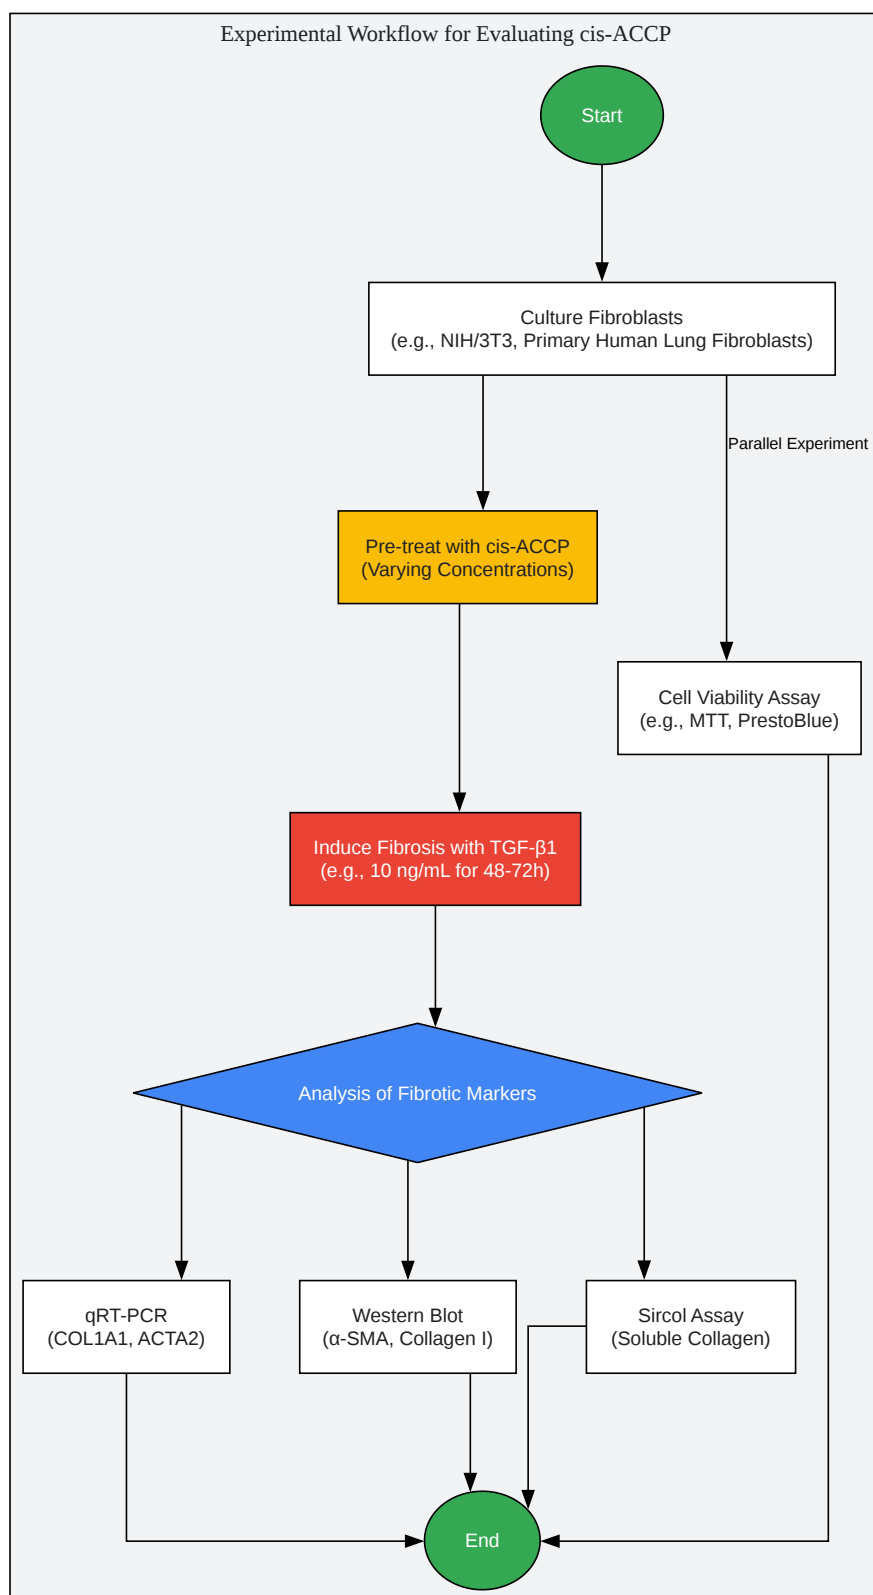 Experimental Workflow for Evaluating cis-ACCP
Start
Culture Fibroblasts
(e.g., NIH/3T3, Primary Human Lung Fibroblasts)
Parallel Experiment
Pre-treat with cis-ACCP
(Varying Concentrations)
Cell Viability Assay
(e.g., MTT, PrestoBlue)
Induce Fibrosis with TGF-β1
(e.g., 10 ng/mL for 48-72h)
Analysis of Fibrotic Markers
qRT-PCR
(COL1A1, ACTA2)
Western Blot
(α-SMA, Collagen I)
Sircol Assay
(Soluble Collagen)
End